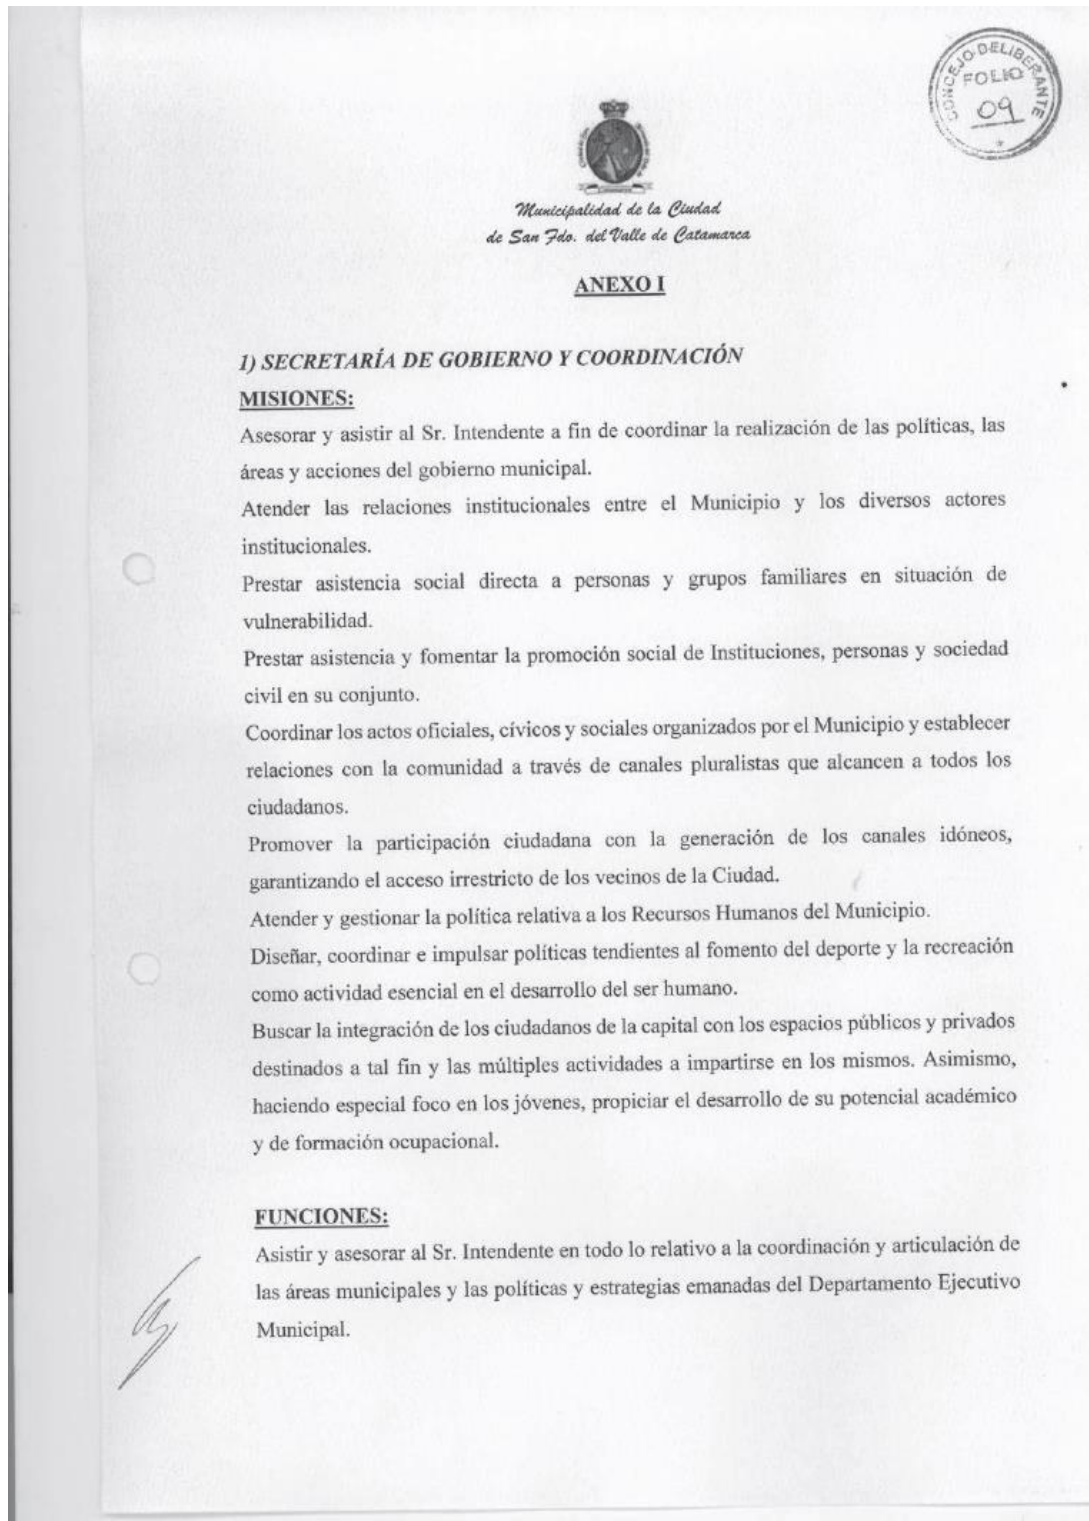 CONCEJO DELIBERANTE
FOLIO
09
Municipalidad de la Ciudad
de San Fdo. del Valle de Catamarca
ANEXO I
1) SECRETARÍA DE GOBIERNO Y COORDINACIÓN
MISIONES:
Asesorar y asistir al Sr. Intendente a fin de coordinar la realización de las políticas, las
áreas y acciones del gobierno municipal.
Atender las relaciones institucionales entre el Municipio y los diversos actores
institucionales.
Prestar asistencia social directa a personas y grupos familiares en situación de
vulnerabilidad.
Prestar asistencia y fomentar la promoción social de Instituciones, personas y sociedad
civil en su conjunto.
Coordinar los actos oficiales, cívicos y sociales organizados por el Municipio y establecer
relaciones con la comunidad a través de canales pluralistas que alcancen a todos los
ciudadanos.
Promover la participación ciudadana con la generación de los canales idóneos,
garantizando el acceso irrestricto de los vecinos de la Ciudad.
Atender y gestionar la política relativa a los Recursos Humanos del Municipio.
Diseñar, coordinar e impulsar políticas tendientes al fomento del deporte y la recreación
como actividad esencial en el desarrollo del ser humano.
Buscar la integración de los ciudadanos de la capital con los espacios públicos y privados
destinados a tal fin y las múltiples actividades a impartirse en los mismos. Asimismo,
haciendo especial foco en los jóvenes, propiciar el desarrollo de su potencial académico
y de formación ocupacional.
FUNCIONES:
Asistir y asesorar al Sr. Intendente en todo lo relativo a la coordinación y articulación de
las áreas municipales y las políticas y estrategias emanadas del Departamento Ejecutivo
Municipal.